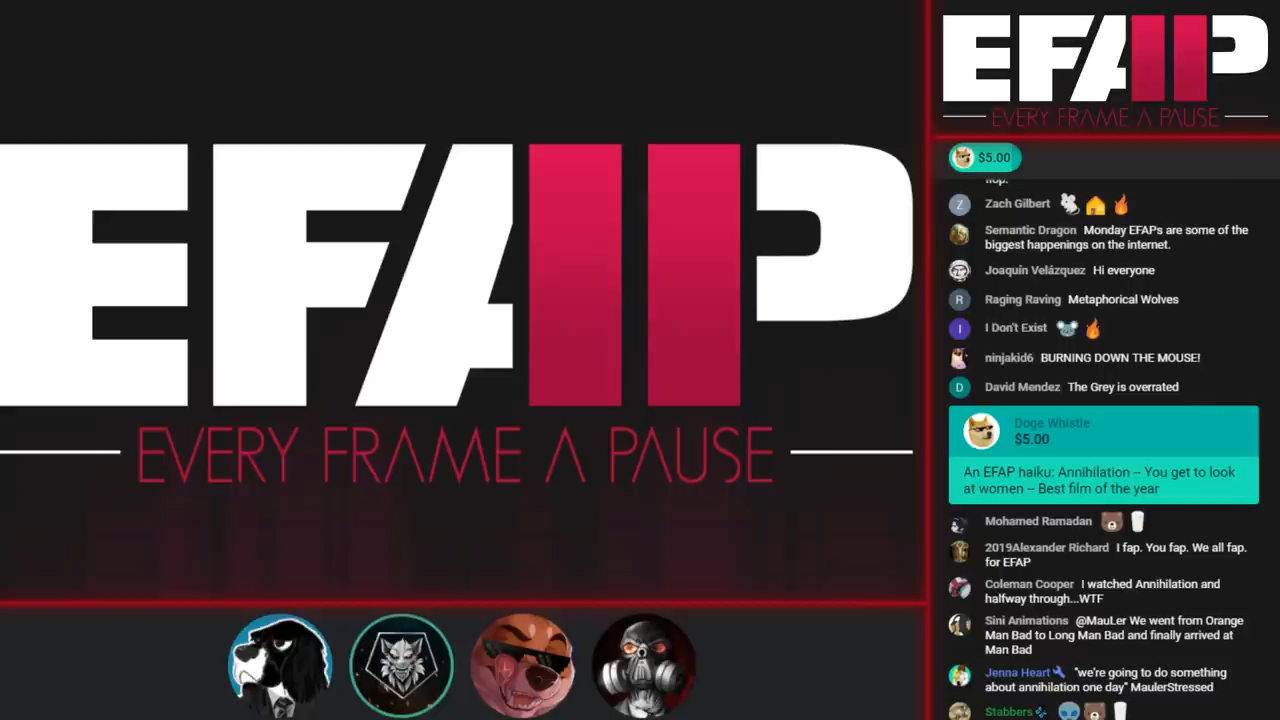 EFAP
EVERY FRAME A PAUSE
EFAP
EVERY FRAME A PAUSE
$5.00
flop.
Z
Zach Gilbert
Semantic Dragon Monday EFAPs are some of the
biggest happenings on the internet.
Joaquín Velázquez Hi everyone
R
Raging Raving Metaphorical Wolves
I
I Don't Exist
ninjakid6 BURNING DOWN THE MOUSE!
D
David Mendez The Grey is overrated
Doge Whistle
$5.00
An EFAP haiku: Annihilation -- You get to look
at women -- Best film of the year
Mohamed Ramadan
2019Alexander Richard I fap. You fap. We all fap.
for EFAP
Coleman Cooper I watched Annihilation and
halfway through...WTF
Sini Animations @MauLer We went from Orange
Man Bad to Long Man Bad and finally arrived at
Man Bad
Jenna Heart "we're going to do something
about annihilation one day" MaulerStressed
Stabbers